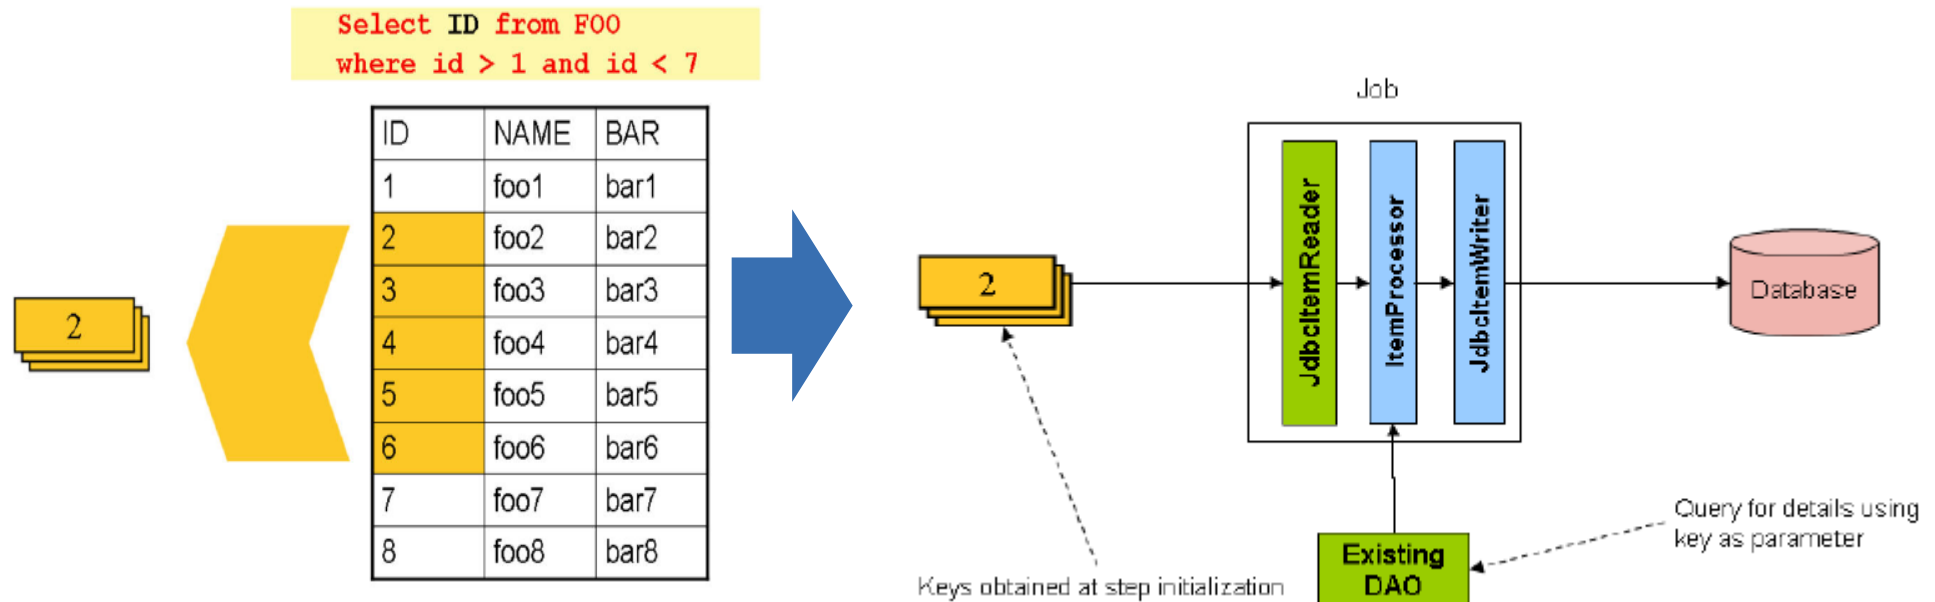 Select ID from FOO
where id > 1 and id < 7
ID NAME BAR
1 foo1 bar1
2 foo2 bar2
3 foo3 bar3
4 foo4 bar4
5 foo5 bar5
6 foo6 bar6
7 foo7 bar7
8 foo8 bar8
2
Job
2
JdbcItemReader
ItemProcessor
JdbcItemWriter
Database
Existing
DAO
Keys obtained at step initialization
Query for details using
key as parameter